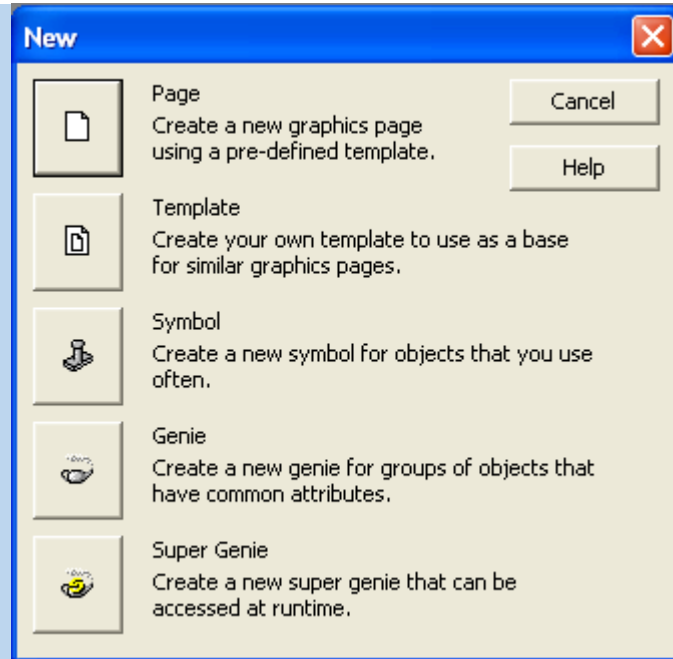 New
Page
Create a new graphics page
using a pre-defined template.
Cancel
Help
Template
Create your own template to use as a base
for similar graphics pages.
Symbol
Create a new symbol for objects that you use
often.
Genie
Create a new genie for groups of objects that
have common attributes.
Super Genie
Create a new super genie that can be
accessed at runtime.